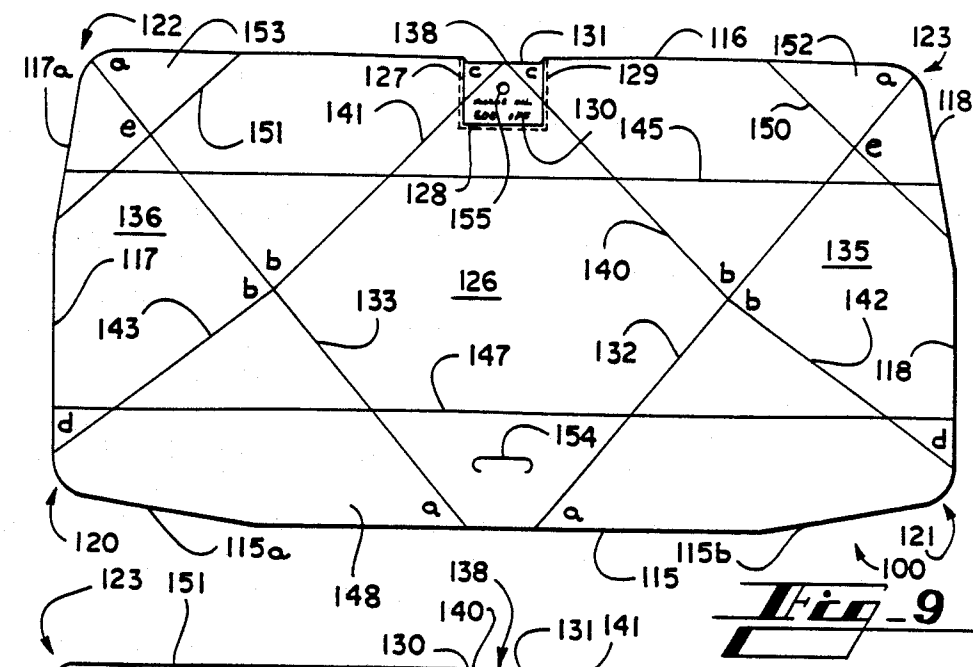 122 153 138 131 116 152 123
117a a 127 c c 129 a 118
e 141 151 130 145 150 e
128 155
136 b b 126 140 b b 135
117 143 133 147 132 142 118
d 154 d
a a
120 115a 148 115 115b 121 100
Fig_9
123 151 138 140 130 131 141